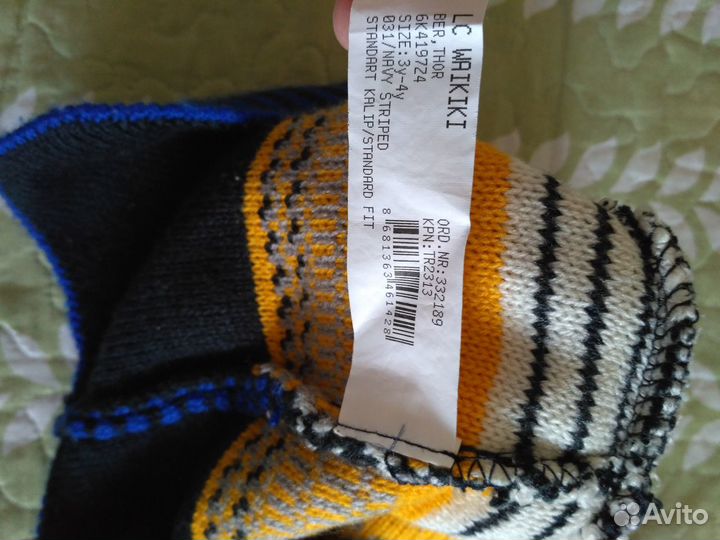 LC WAIKIKI
BER,THOR
6K4197Z4
SIZE:3y-4y
031/NAVY STRIPED
STANDART KALIP/STANDARD FIT
ORD.NR:332189
KPN:TR2313
8 681363 461428
Avito